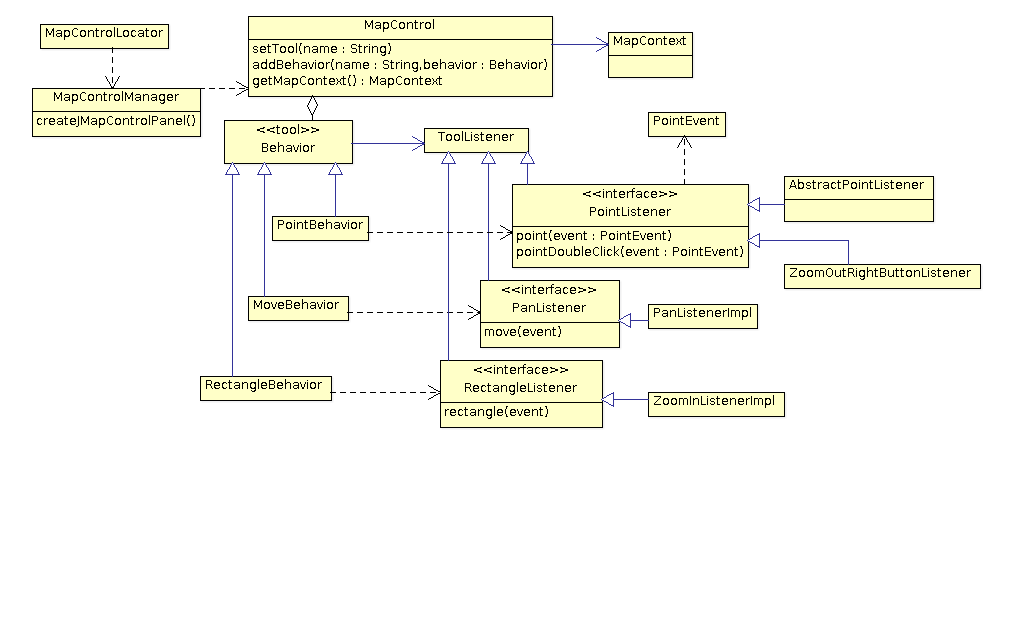 MapControlLocator
MapControl
setTool(name : String)
addBehavior(name : String,behavior : Behavior)
getMapContext() : MapContext
MapContext
MapControlManager
createJMapControlPanel()
<<tool>>
Behavior
ToolListener
PointEvent
<<interface>>
PointListener
point(event : PointEvent)
pointDoubleClick(event : PointEvent)
AbstractPointListener
PointBehavior
ZoomOutRightButtonListener
MoveBehavior
<<interface>>
PanListener
move(event)
PanListenerImpl
RectangleBehavior
<<interface>>
RectangleListener
rectangle(event)
ZoomInListenerImpl